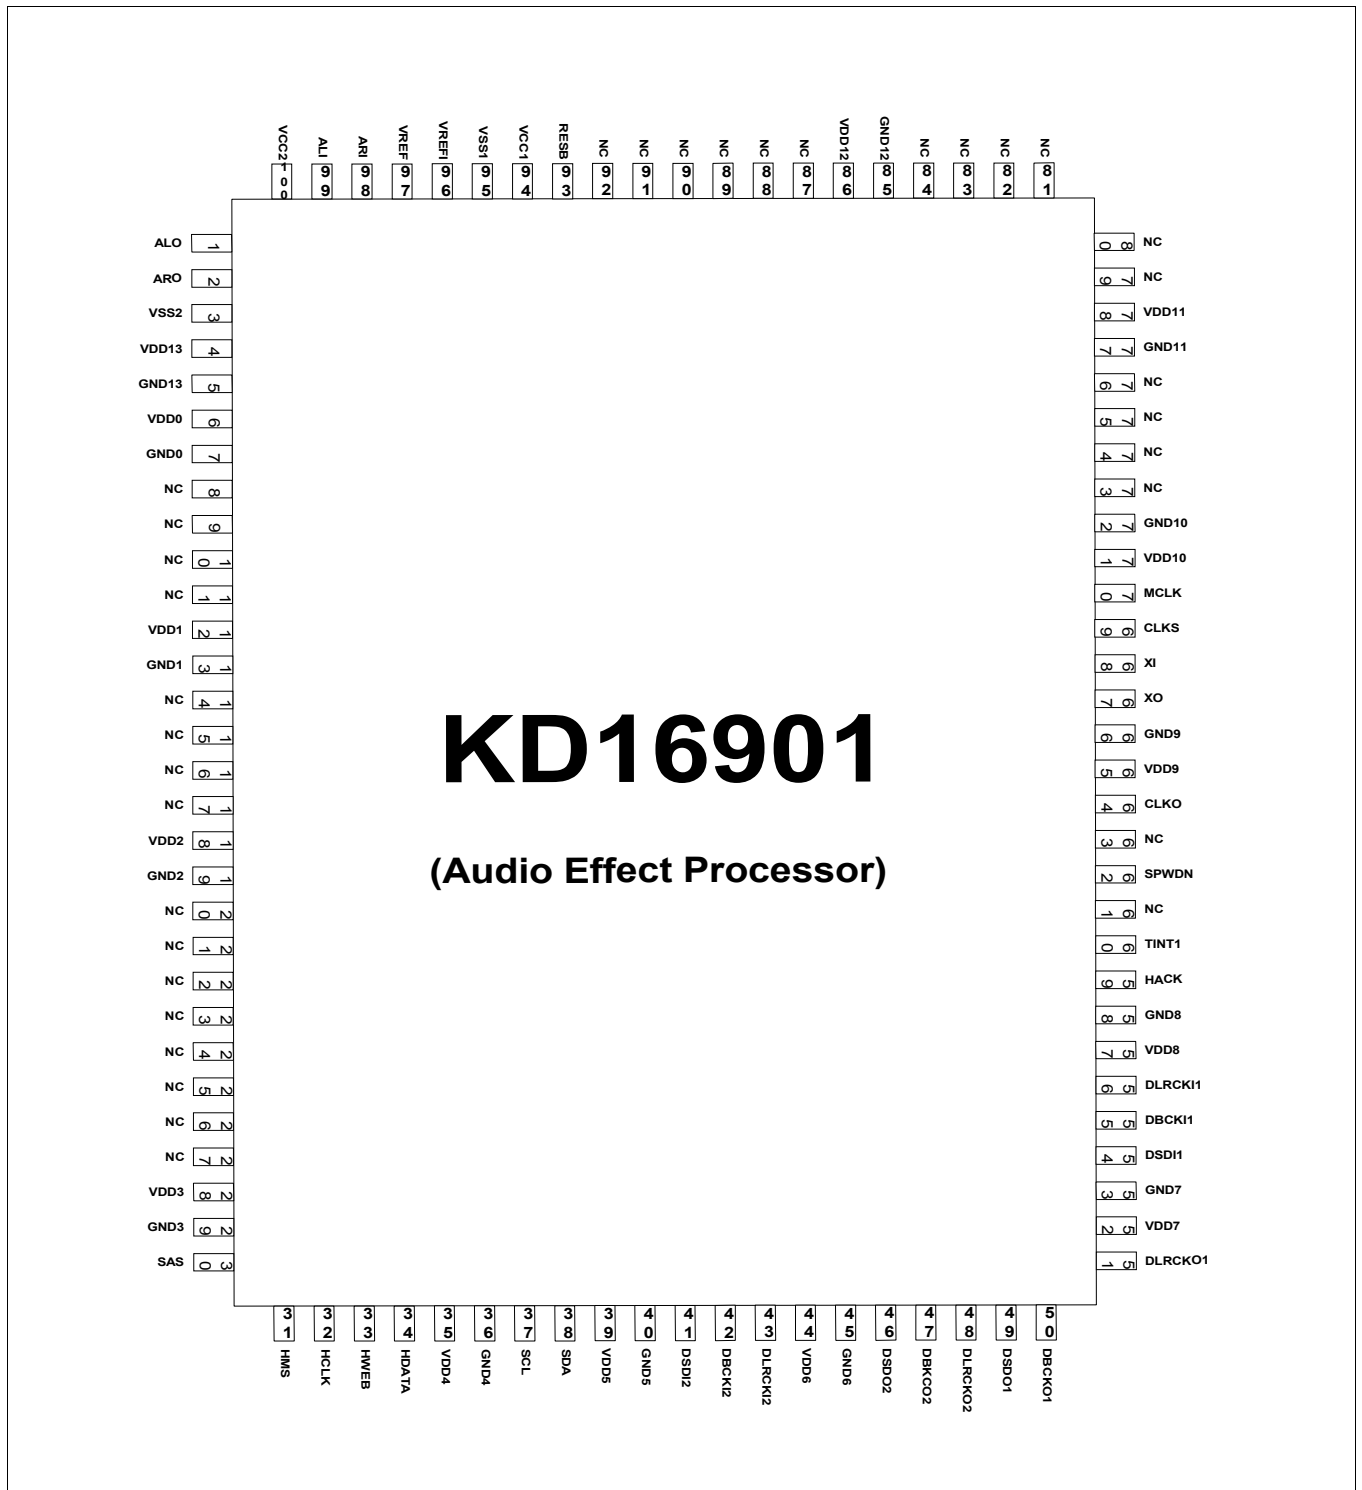 VCC2 ALI ARI VREF VREFI VSS1 VCC1 RESB NC NC NC NC NC NC VDD12 GND12 NC NC NC NC
100 99 98 97 96 95 94 93 92 91 90 89 88 87 86 85 84 83 82 81
ALO 1
ARO 2
VSS2 3
VDD13 4
GND13 5
VDD0 6
GND0 7
NC 8
NC 9
NC 10
NC 11
VDD1 12
GND1 13
NC 14
NC 15
NC 16
NC 17
VDD2 18
GND2 19
NC 20
NC 21
NC 22
NC 23
NC 24
NC 25
NC 26
NC 27
VDD3 28
GND3 29
SAS 30
KD16901
(Audio Effect Processor)
80 NC
79 NC
78 VDD11
77 GND11
76 NC
75 NC
74 NC
73 NC
72 GND10
71 VDD10
70 MCLK
69 CLKS
68 XI
67 XO
66 GND9
65 VDD9
64 CLKO
63 NC
62 SPWDN
61 NC
60 TINT1
59 HACK
58 GND8
57 VDD8
56 DLRCKI1
55 DBCKI1
54 DSDI1
53 GND7
52 VDD7
51 DLRCKO1
31 32 33 34 35 36 37 38 39 40 41 42 43 44 45 46 47 48 49 50
HMS HCLK HWEB HDATA VDD4 GND4 SCL SDA VDD5 GND5 DSDI2 DBCKI2 DLRCKI2 VDD6 GND6 DSDO2 DBKCO2 DLRCKO2 DSDO1 DBCKO1